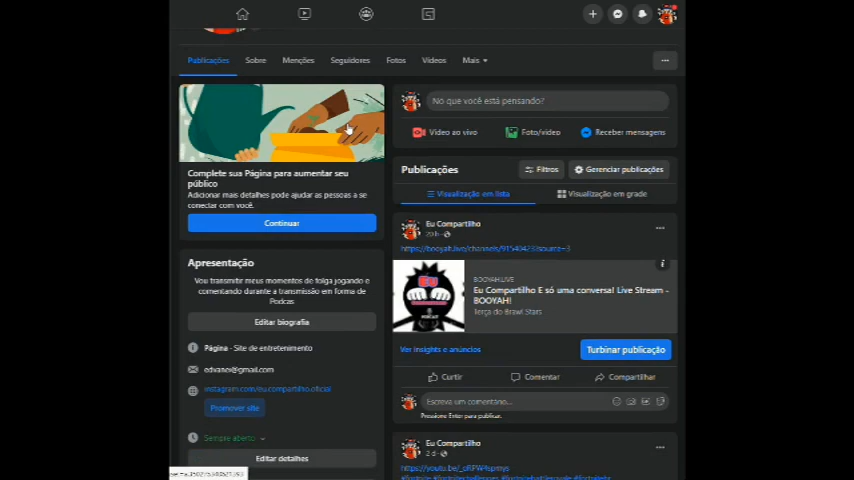 Publicações Sobre Menções Seguidores Fotos Vídeos Mais
No que você está pensando?
Vídeo ao vivo Foto/vídeo Receber mensagens
Complete sua Página para aumentar seu
público
Adicionar mais detalhes pode ajudar as pessoas a se
conectar com você.
Continuar
Apresentação
Vou transmitir meus momentos de folga jogando e
comentando durante a transmissão em forma de
Podcas
Editar biografia
Página · Site de entretenimento
instagram.com/eu.compartilho.oficial
Promover site
Sempre aberto
Editar detalhes
Publicações Filtros Gerenciar publicações
Visualização em lista Visualização em grade
Eu Compartilho
20 h
BOOYAH.LIVE
Eu Compartilho E só uma conversa! Live Stream -
BOOYAH!
Terça do Brawl Stars
Ver insights e anúncios Turbinar publicação
Curtir Comentar Compartilhar
Escreva um comentário...
Pressione Enter para publicar.
Eu Compartilho
2 d